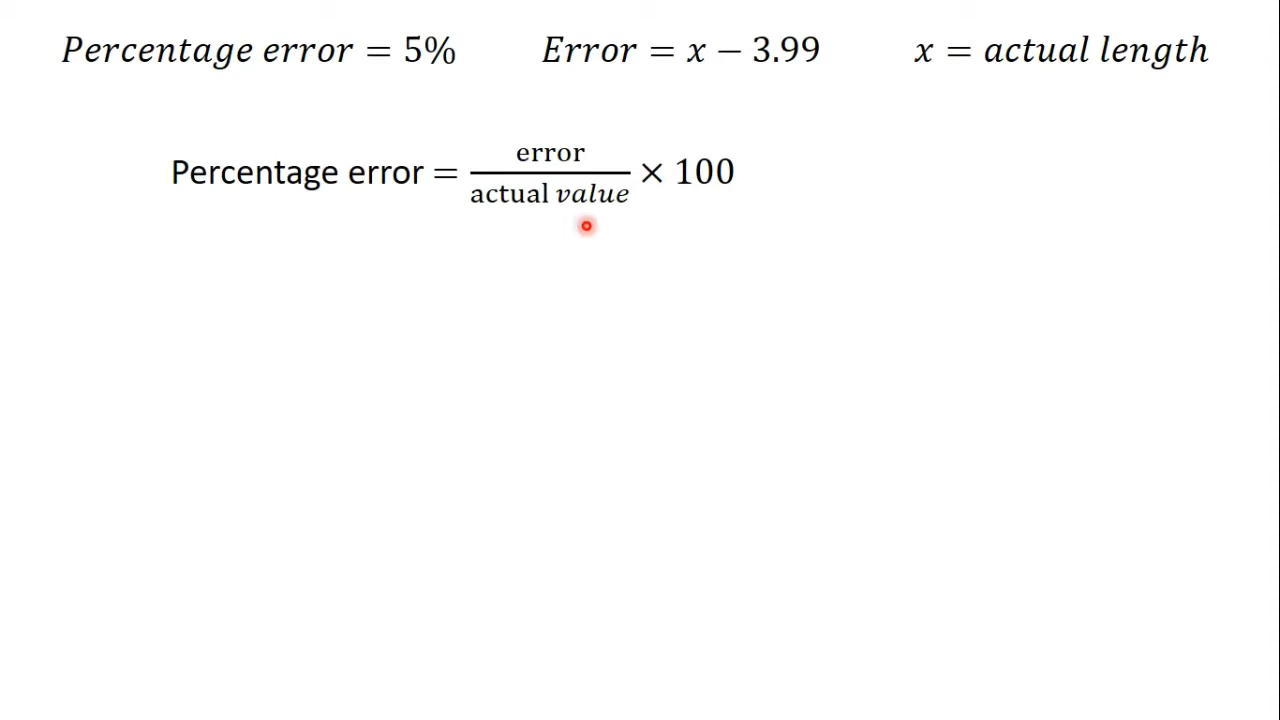 Percentage error = 5% Error = x − 3.99 x = actual length
Percentage error = error / actual value × 100